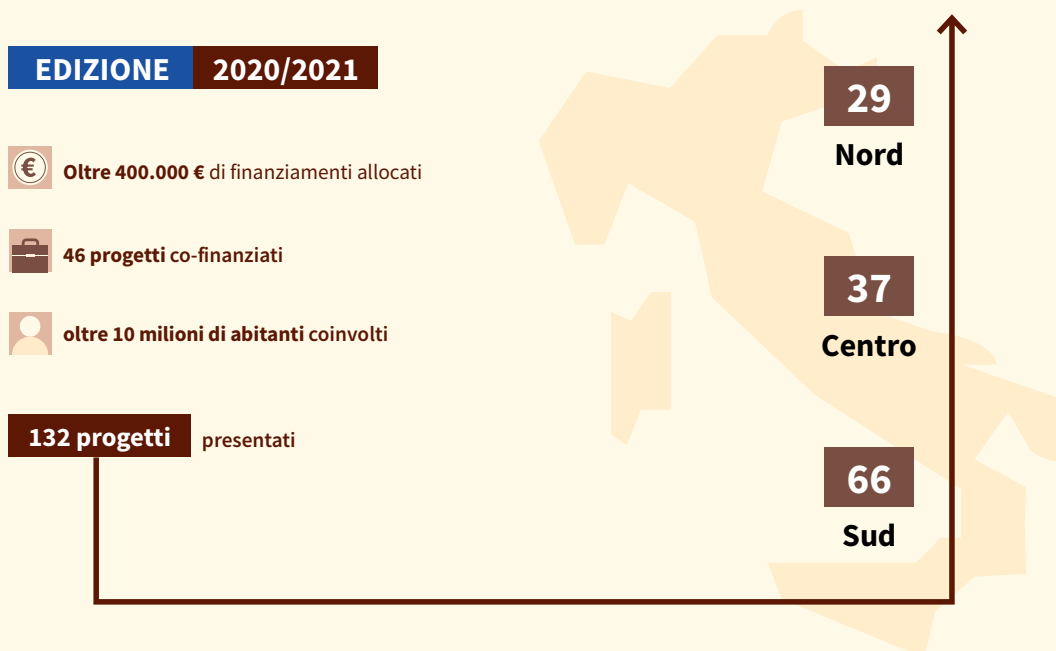 EDIZIONE 2020/2021
€ Oltre 400.000 € di finanziamenti allocati
46 progetti co-finanziati
oltre 10 milioni di abitanti coinvolti
132 progetti presentati
29
Nord
37
Centro
66
Sud